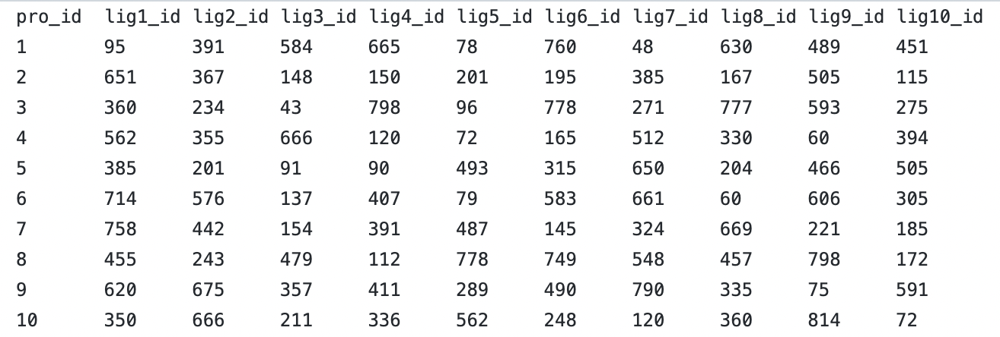 pro_id lig1_id lig2_id lig3_id lig4_id lig5_id lig6_id lig7_id lig8_id lig9_id lig10_id
1 95 391 584 665 78 760 48 630 489 451
2 651 367 148 150 201 195 385 167 505 115
3 360 234 43 798 96 778 271 777 593 275
4 562 355 666 120 72 165 512 330 60 394
5 385 201 91 90 493 315 650 204 466 505
6 714 576 137 407 79 583 661 60 606 305
7 758 442 154 391 487 145 324 669 221 185
8 455 243 479 112 778 749 548 457 798 172
9 620 675 357 411 289 490 790 335 75 591
10 350 666 211 336 562 248 120 360 814 72